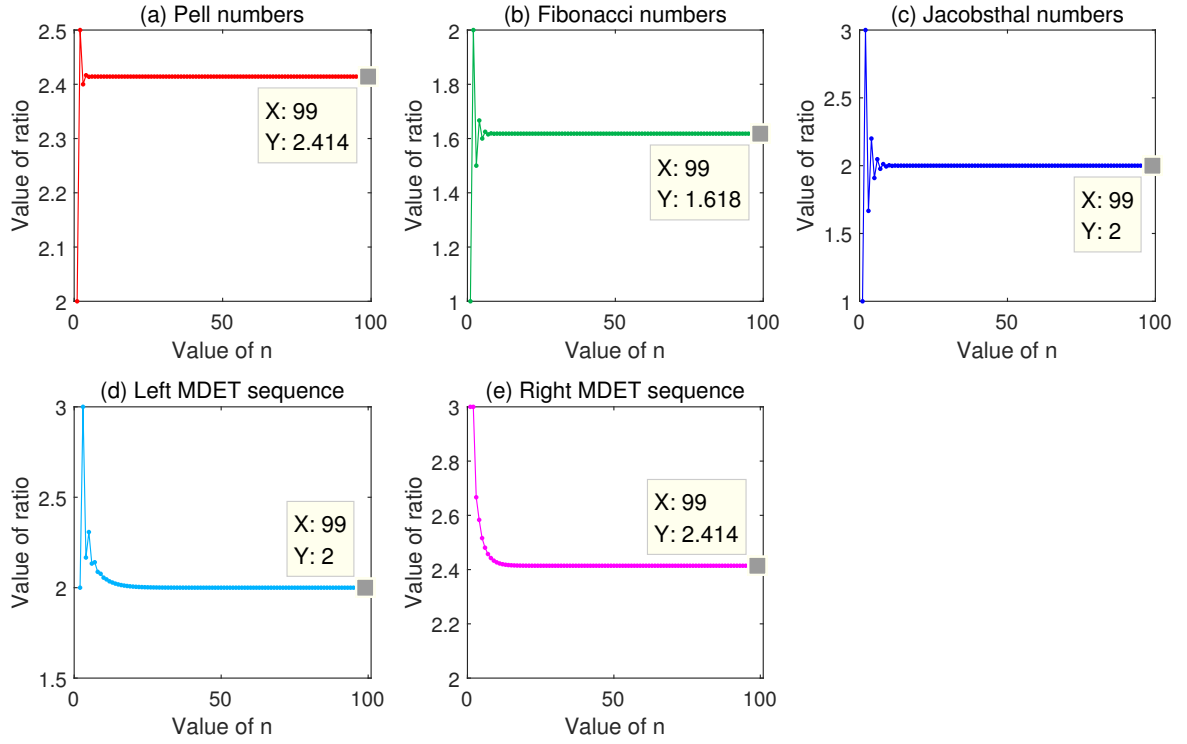 (a) Pell numbers
2.5
2.4
2.3
2.2
2.1
2
0
50
100
Value of ratio
Value of n
X: 99
Y: 2.414
(b) Fibonacci numbers
2
1.8
1.6
1.4
1.2
1
0
50
100
Value of ratio
Value of n
X: 99
Y: 1.618
(c) Jacobsthal numbers
3
2.5
2
1.5
1
0
50
100
Value of ratio
Value of n
X: 99
Y: 2
(d) Left MDET sequence
3
2.5
2
1.5
0
50
100
Value of ratio
Value of n
X: 99
Y: 2
(e) Right MDET sequence
3
2.8
2.6
2.4
2.2
2
0
50
100
Value of ratio
Value of n
X: 99
Y: 2.414